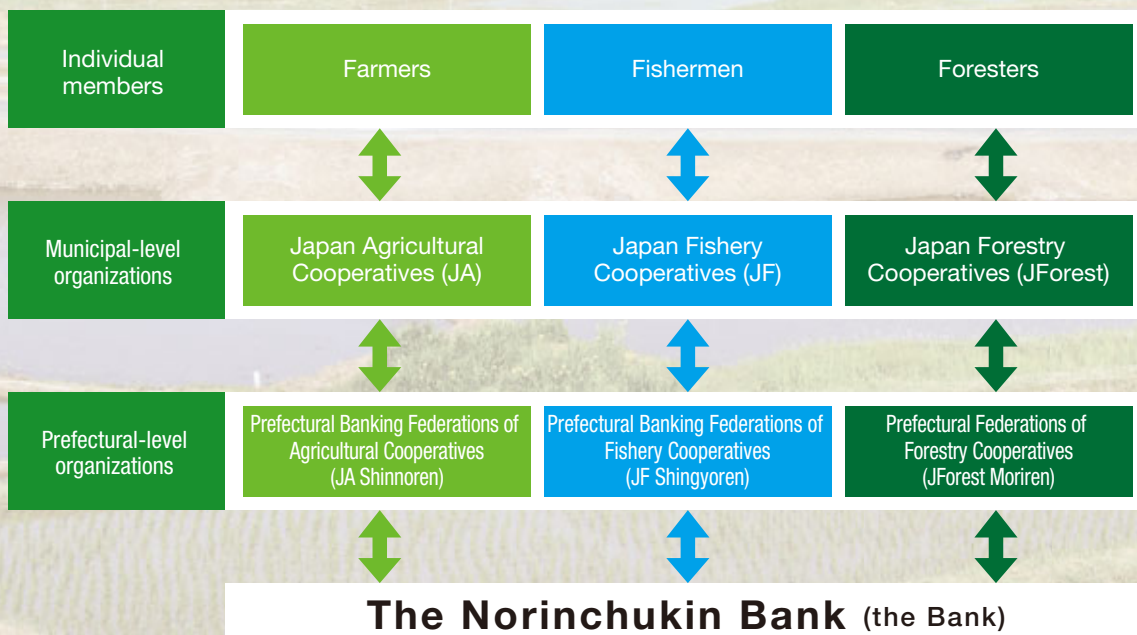 Individual
members
Farmers
Fishermen
Foresters
Municipal-level
organizations
Japan Agricultural
Cooperatives (JA)
Japan Fishery
Cooperatives (JF)
Japan Forestry
Cooperatives (JForest)
Prefectural-level
organizations
Prefectural Banking Federations of
Agricultural Cooperatives
(JA Shinnoren)
Prefectural Banking Federations of
Fishery Cooperatives
(JF Shingyoren)
Prefectural Federations of
Forestry Cooperatives
(JForest Moriren)
The Norinchukin Bank (the Bank)